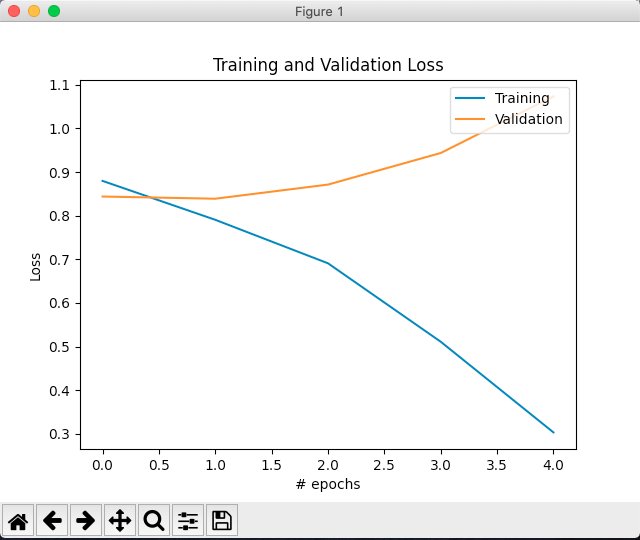 Figure 1
Training and Validation Loss
Training
Validation
1.1
1.0
0.9
0.8
0.7
0.6
0.5
0.4
0.3
Loss
0.0 0.5 1.0 1.5 2.0 2.5 3.0 3.5 4.0
# epochs